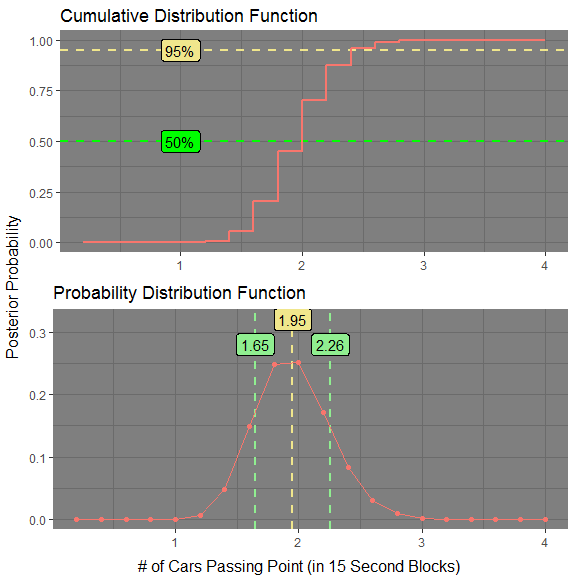 Cumulative Distribution Function
1.00
95%
0.75
0.50
50%
0.25
0.00
1 2 3 4
Posterior Probability
Probability Distribution Function
0.3
1.95
1.65 2.26
0.2
0.1
0.0
1 2 3 4
# of Cars Passing Point (in 15 Second Blocks)